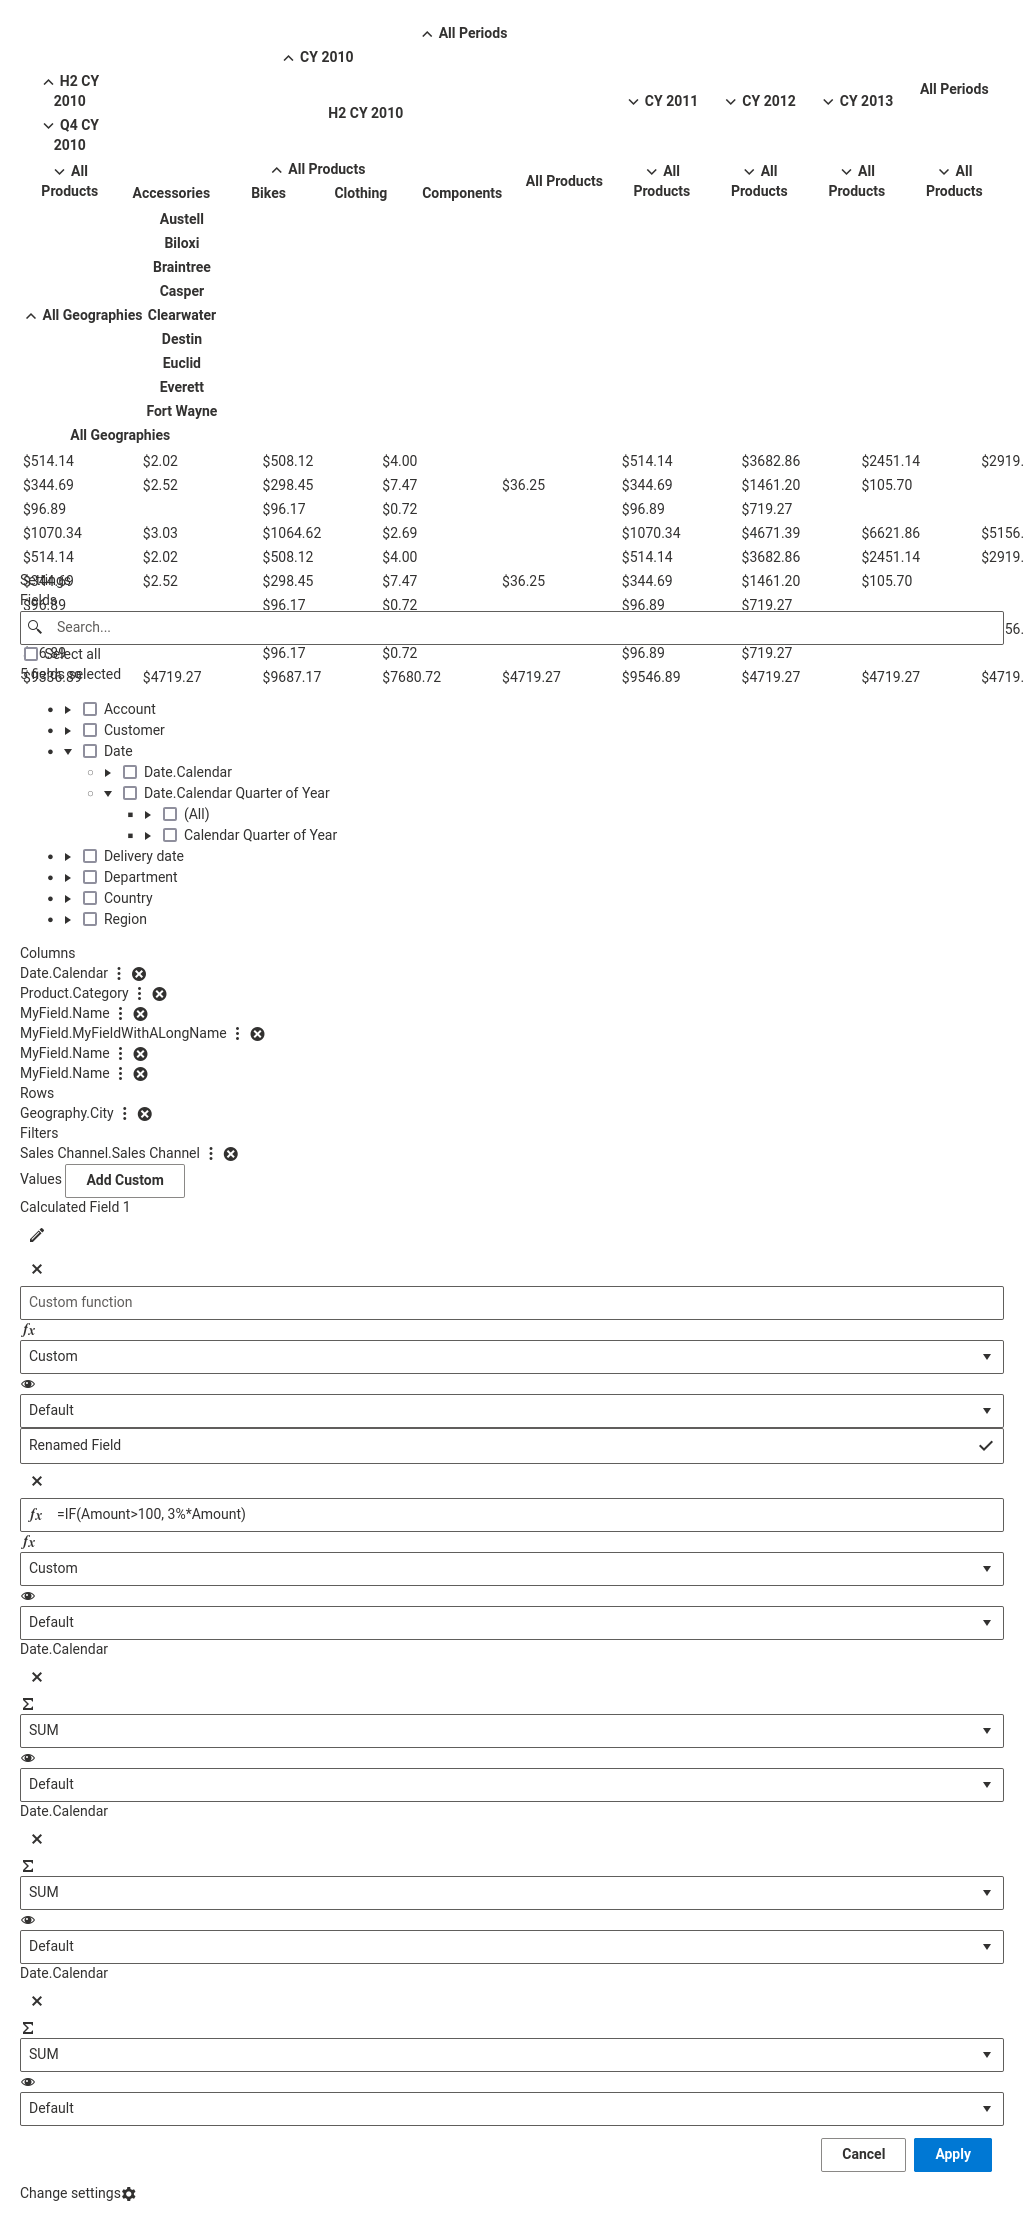 All Periods
CY 2010
H2 CY 2010
Q4 CY 2010
H2 CY 2010
CY 2011 CY 2012 CY 2013 All Periods
All Products Accessories All Products Bikes Clothing Components All Products All Products All Products All Products All Products
Austell
Biloxi
Braintree
Casper
All Geographies Clearwater
Destin
Euclid
Everett
Fort Wayne
All Geographies
$514.14 $2.02 $508.12 $4.00 $514.14 $3682.86 $2451.14 $2919.
$344.69 $2.52 $298.45 $7.47 $36.25 $344.69 $1461.20 $105.70
$96.89 $96.17 $0.72 $96.89 $719.27
$1070.34 $3.03 $1064.62 $2.69 $1070.34 $4671.39 $6621.86 $5156.
$514.14 $2.02 $508.12 $4.00 $514.14 $3682.86 $2451.14 $2919.
Settings
$344.69 $2.52 $298.45 $7.47 $36.25 $344.69 $1461.20 $105.70
Fields
$96.89 $96.17 $0.72 $96.89 $719.27
Search...
56.
Select all
$96.17 $0.72 $96.89 $719.27
5 fields selected
$4719.27 $9687.17 $7680.72 $4719.27 $9546.89 $4719.27 $4719.27 $4719.
Account
Customer
Date
Date.Calendar
Date.Calendar Quarter of Year
(All)
Calendar Quarter of Year
Delivery date
Department
Country
Region
Columns
Date.Calendar
Product.Category
MyField.Name
MyField.MyFieldWithALongName
MyField.Name
MyField.Name
Rows
Geography.City
Filters
Sales Channel.Sales Channel
Values Add Custom
Calculated Field 1
Custom function
fx
Custom
Default
Renamed Field
fx =IF(Amount>100, 3%*Amount)
fx
Custom
Default
Date.Calendar
Σ
SUM
Default
Date.Calendar
Σ
SUM
Default
Date.Calendar
Σ
SUM
Default
Cancel Apply
Change settings